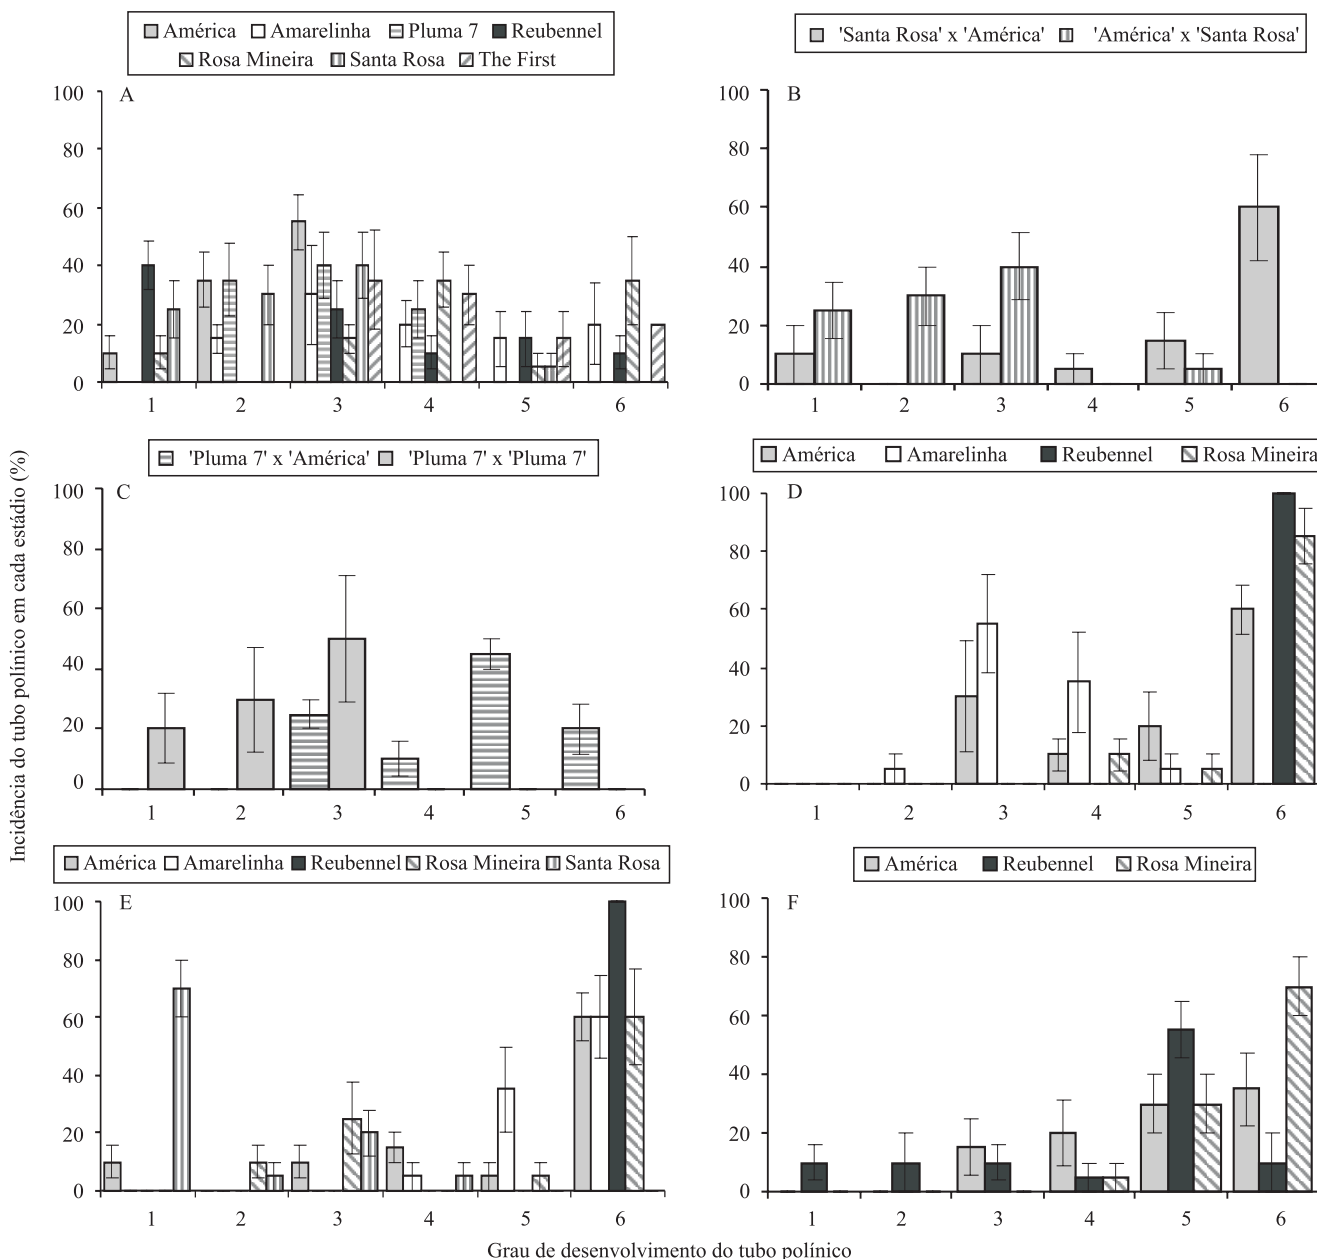 América Amarelinha Pluma 7 Reubennel
Rosa Mineira Santa Rosa The First
A
100
80
60
40
20
0
1 2 3 4 5 6
'Santa Rosa' x 'América' 'América' x 'Santa Rosa'
B
100
80
60
40
20
0
1 2 3 4 5 6
Incidência do tubo polínico em cada estádio (%)
'Pluma 7' x 'América' 'Pluma 7' x 'Pluma 7'
C
100
80
60
40
20
0
1 2 3 4 5 6
América Amarelinha Reubennel Rosa Mineira
D
100
80
60
40
20
0
1 2 3 4 5 6
América Amarelinha Reubennel Rosa Mineira Santa Rosa
E
100
80
60
40
20
0
1 2 3 4 5 6
América Reubennel Rosa Mineira
F
100
80
60
40
20
0
1 2 3 4 5 6
Grau de desenvolvimento do tubo polínico